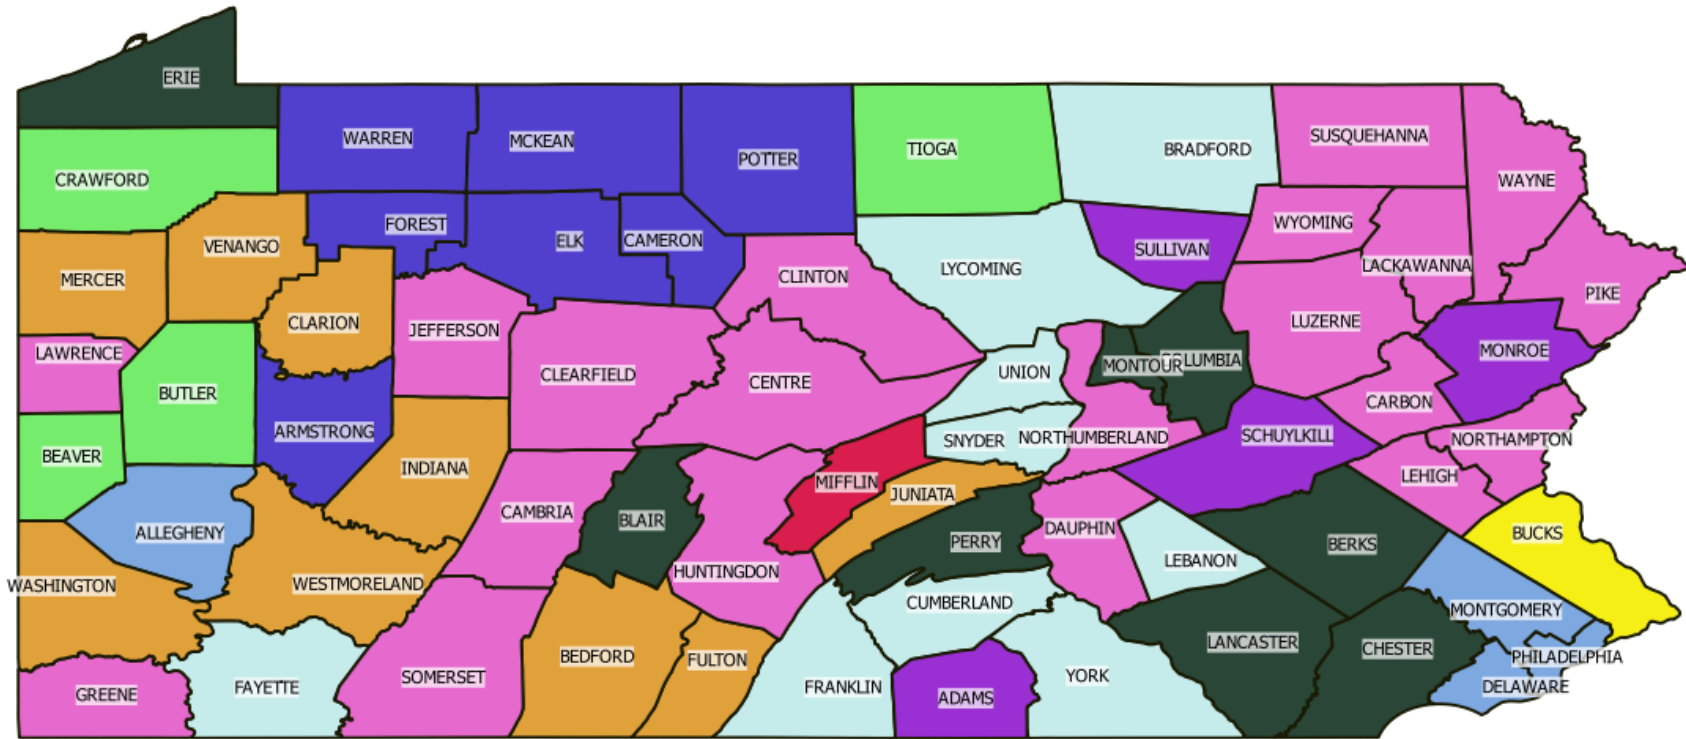 ERIE
WARREN
MCKEAN
POTTER
TIOGA
BRADFORD
SUSQUEHANNA
WAYNE
CRAWFORD
FOREST
ELK
CAMERON
VENANGO
MERCER
CLINTON
LYCOMING
SULLIVAN
WYOMING
LACKAWANNA
PIKE
CLARION
JEFFERSON
LUZERNE
LAWRENCE
CLEARFIELD
CENTRE
UNION
MONTOUR
COLUMBIA
MONROE
BUTLER
CARBON
ARMSTRONG
SNYDER
NORTHUMBERLAND
SCHUYLKILL
NORTHAMPTON
BEAVER
INDIANA
MIFFLIN
JUNIATA
LEHIGH
ALLEGHENY
CAMBRIA
BLAIR
PERRY
DAUPHIN
LEBANON
BERKS
BUCKS
WASHINGTON
WESTMORELAND
HUNTINGDON
CUMBERLAND
MONTGOMERY
GREENE
FAYETTE
SOMERSET
BEDFORD
FULTON
FRANKLIN
ADAMS
YORK
LANCASTER
CHESTER
PHILADELPHIA
DELAWARE